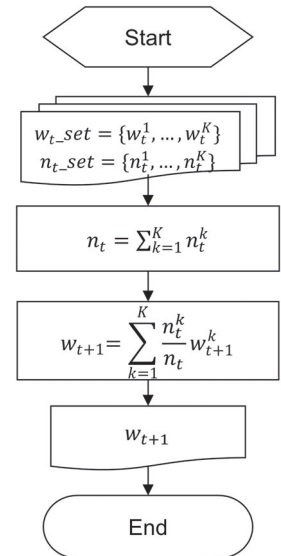 Start
w_t_set = {w_t^1, ..., w_t^K}
n_t_set = {n_t^1, ..., n_t^K}
n_t = ∑_{k=1}^K n_t^k
w_{t+1}= ∑_{k=1}^K \frac{n_t^k}{n_t} w_{t+1}^k
w_{t+1}
End